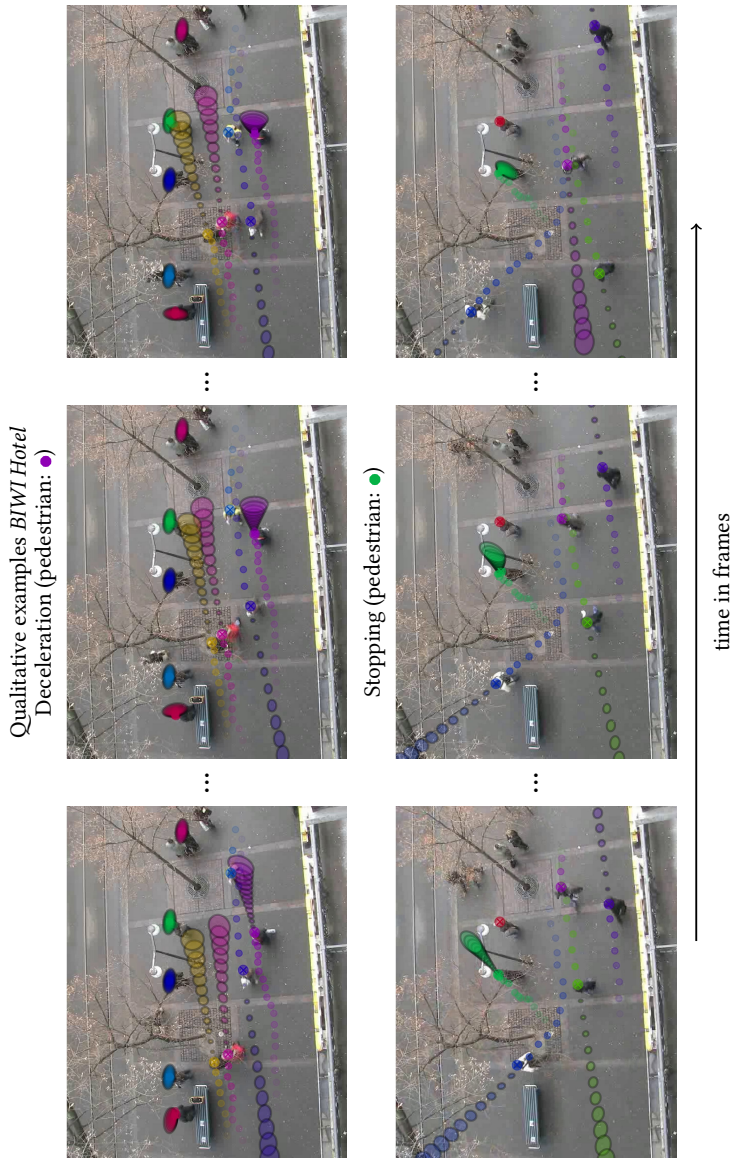 Qualitative examples BIWI Hotel
Deceleration (pedestrian: ●)
...
...
Stopping (pedestrian: ●)
...
...
time in frames